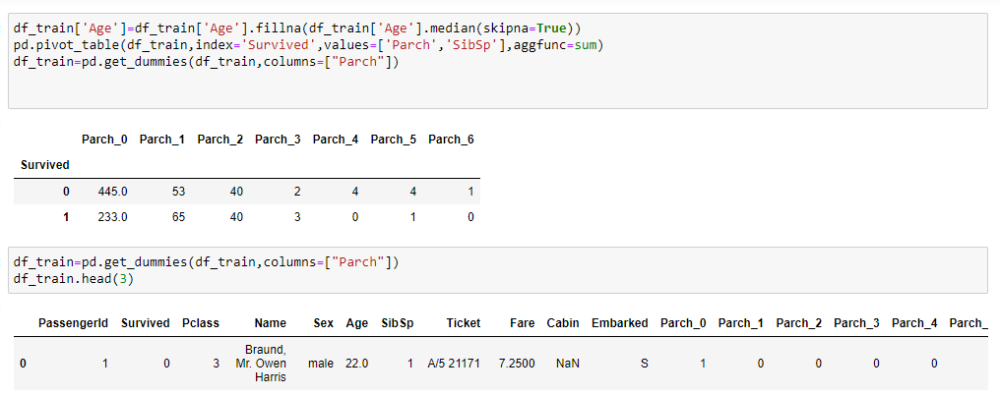 df_train['Age']=df_train['Age'].fillna(df_train['Age'].median(skipna=True))
pd.pivot_table(df_train,index='Survived',values=['Parch','SibSp'],aggfunc=sum)
df_train=pd.get_dummies(df_train,columns=["Parch"])
Parch_0 Parch_1 Parch_2 Parch_3 Parch_4 Parch_5 Parch_6
Survived
0 445.0 53 40 2 4 4 1
1 233.0 65 40 3 0 1 0
df_train=pd.get_dummies(df_train,columns=["Parch"])
df_train.head(3)
PassengerId Survived Pclass Name Sex Age SibSp Ticket Fare Cabin Embarked Parch_0 Parch_1 Parch_2 Parch_3 Parch_4 Parch_
0 1 0 3 Braund, Mr. Owen Harris male 22.0 1 A/5 21171 7.2500 NaN S 1 0 0 0 0